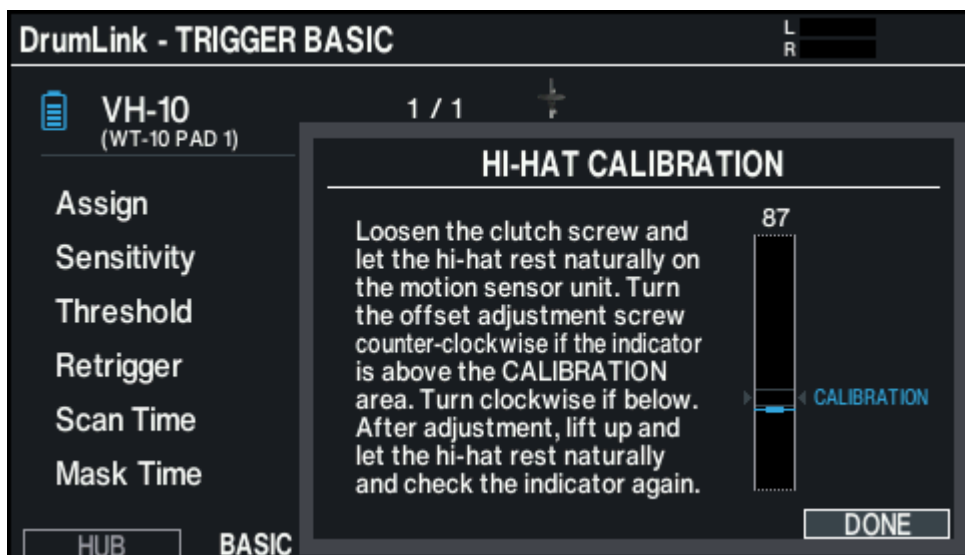 DrumLink - TRIGGER BASIC
L
R
VH-10
1 / 1
(WT-10 PAD 1)
Assign
Sensitivity
Threshold
Retrigger
Scan Time
Mask Time
HUB
BASIC
HI-HAT CALIBRATION
Loosen the clutch screw and
let the hi-hat rest naturally on
the motion sensor unit. Turn
the offset adjustment screw
counter-clockwise if the indicator
is above the CALIBRATION
area. Turn clockwise if below.
After adjustment, lift up and
let the hi-hat rest naturally
and check the indicator again.
87
CALIBRATION
DONE